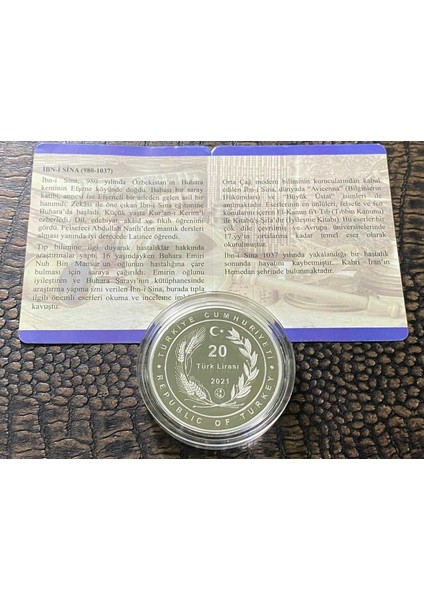 İBN-İ SİNA (980-1037)
İbn-i Sina, 980 yılında Özbekistan'ın Buhara
kentinin Efşene köyünde doğdu. Babası bir saray
katibi, annesi ise Efşeneli bir aileden gelen asil bir
hanımdı. Zekâsı ile öne çıkan İbn-i Sina eğitimine
Buhara'da başladı. Küçük yaşta Kur'an-ı Kerim'i
ezberledi. Dil, edebiyat, akaid ve fıkıh öğrenimi
gördü. Felsefeci Abdullah Natili'den mantık dersleri
alması yanında iyi derecede Latince öğrendi.
Tıp bilimine ilgi duyarak hastalıklar hakkında
araştırmalar yaptı. 16 yaşındayken Buhara Emiri
Nuh Bin Mansur'un oğlunun hastalığına çare
bulması için saraya çağırıldı. Emirin oğlunu
iyileştiren ve Buhara Sarayı'nın kütüphanesinde
araştırma yapma izni verilen İbn-i Sina, burada tıpla
ilgili önemli eserleri okuma ve inceleme
kavuştu.
Orta Çağ modern biliminin kurucularından kabul
edilen İbn-i Sina, dünyada "Avicenna" (Bilginlerin
Hükümdarı) ve "Büyük Üstat" isimleri ile
anılmaktadır. Eserlerinin en ünlüleri, felsefe ve fen
konularını içeren El-Kanun fi't-Tıb (Tıbbın Kanunu)
ile Kitabü'ş-Şifa'dır (İyileşme Kitabı). Bu eserler bir
çok dile çevrilmiş ve Avrupa üniversitelerinde
17.yy'ın ortalarına kadar temel eser olarak
okutulmuştur.
İbn-i Sina 1037 yılında yakalandığı bir hastalık
sonunda hayatını kaybetmiştir. Kabri İran'ın
Hemedan şehrinde bulunmaktadır.
TÜRKİYE CUMHURİYETİ
20
Türk Lirası
2021
REPUBLIC OF TURKEY